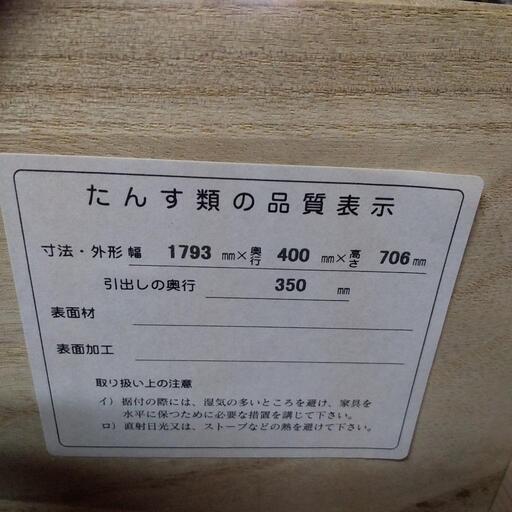 たんす類の品質表示
寸法・外形 幅 1793 ㎜×奥行 400 ㎜×高さ 706㎜
引出しの奥行 350 ㎜
表面材
表面加工
取り扱い上の注意
イ）据付の際には、湿気の多いところを避け、家具を
水平に保つために必要な措置を講じて下さい。
ロ）直射日光又は、ストーブなどの熱を避けて下さい。